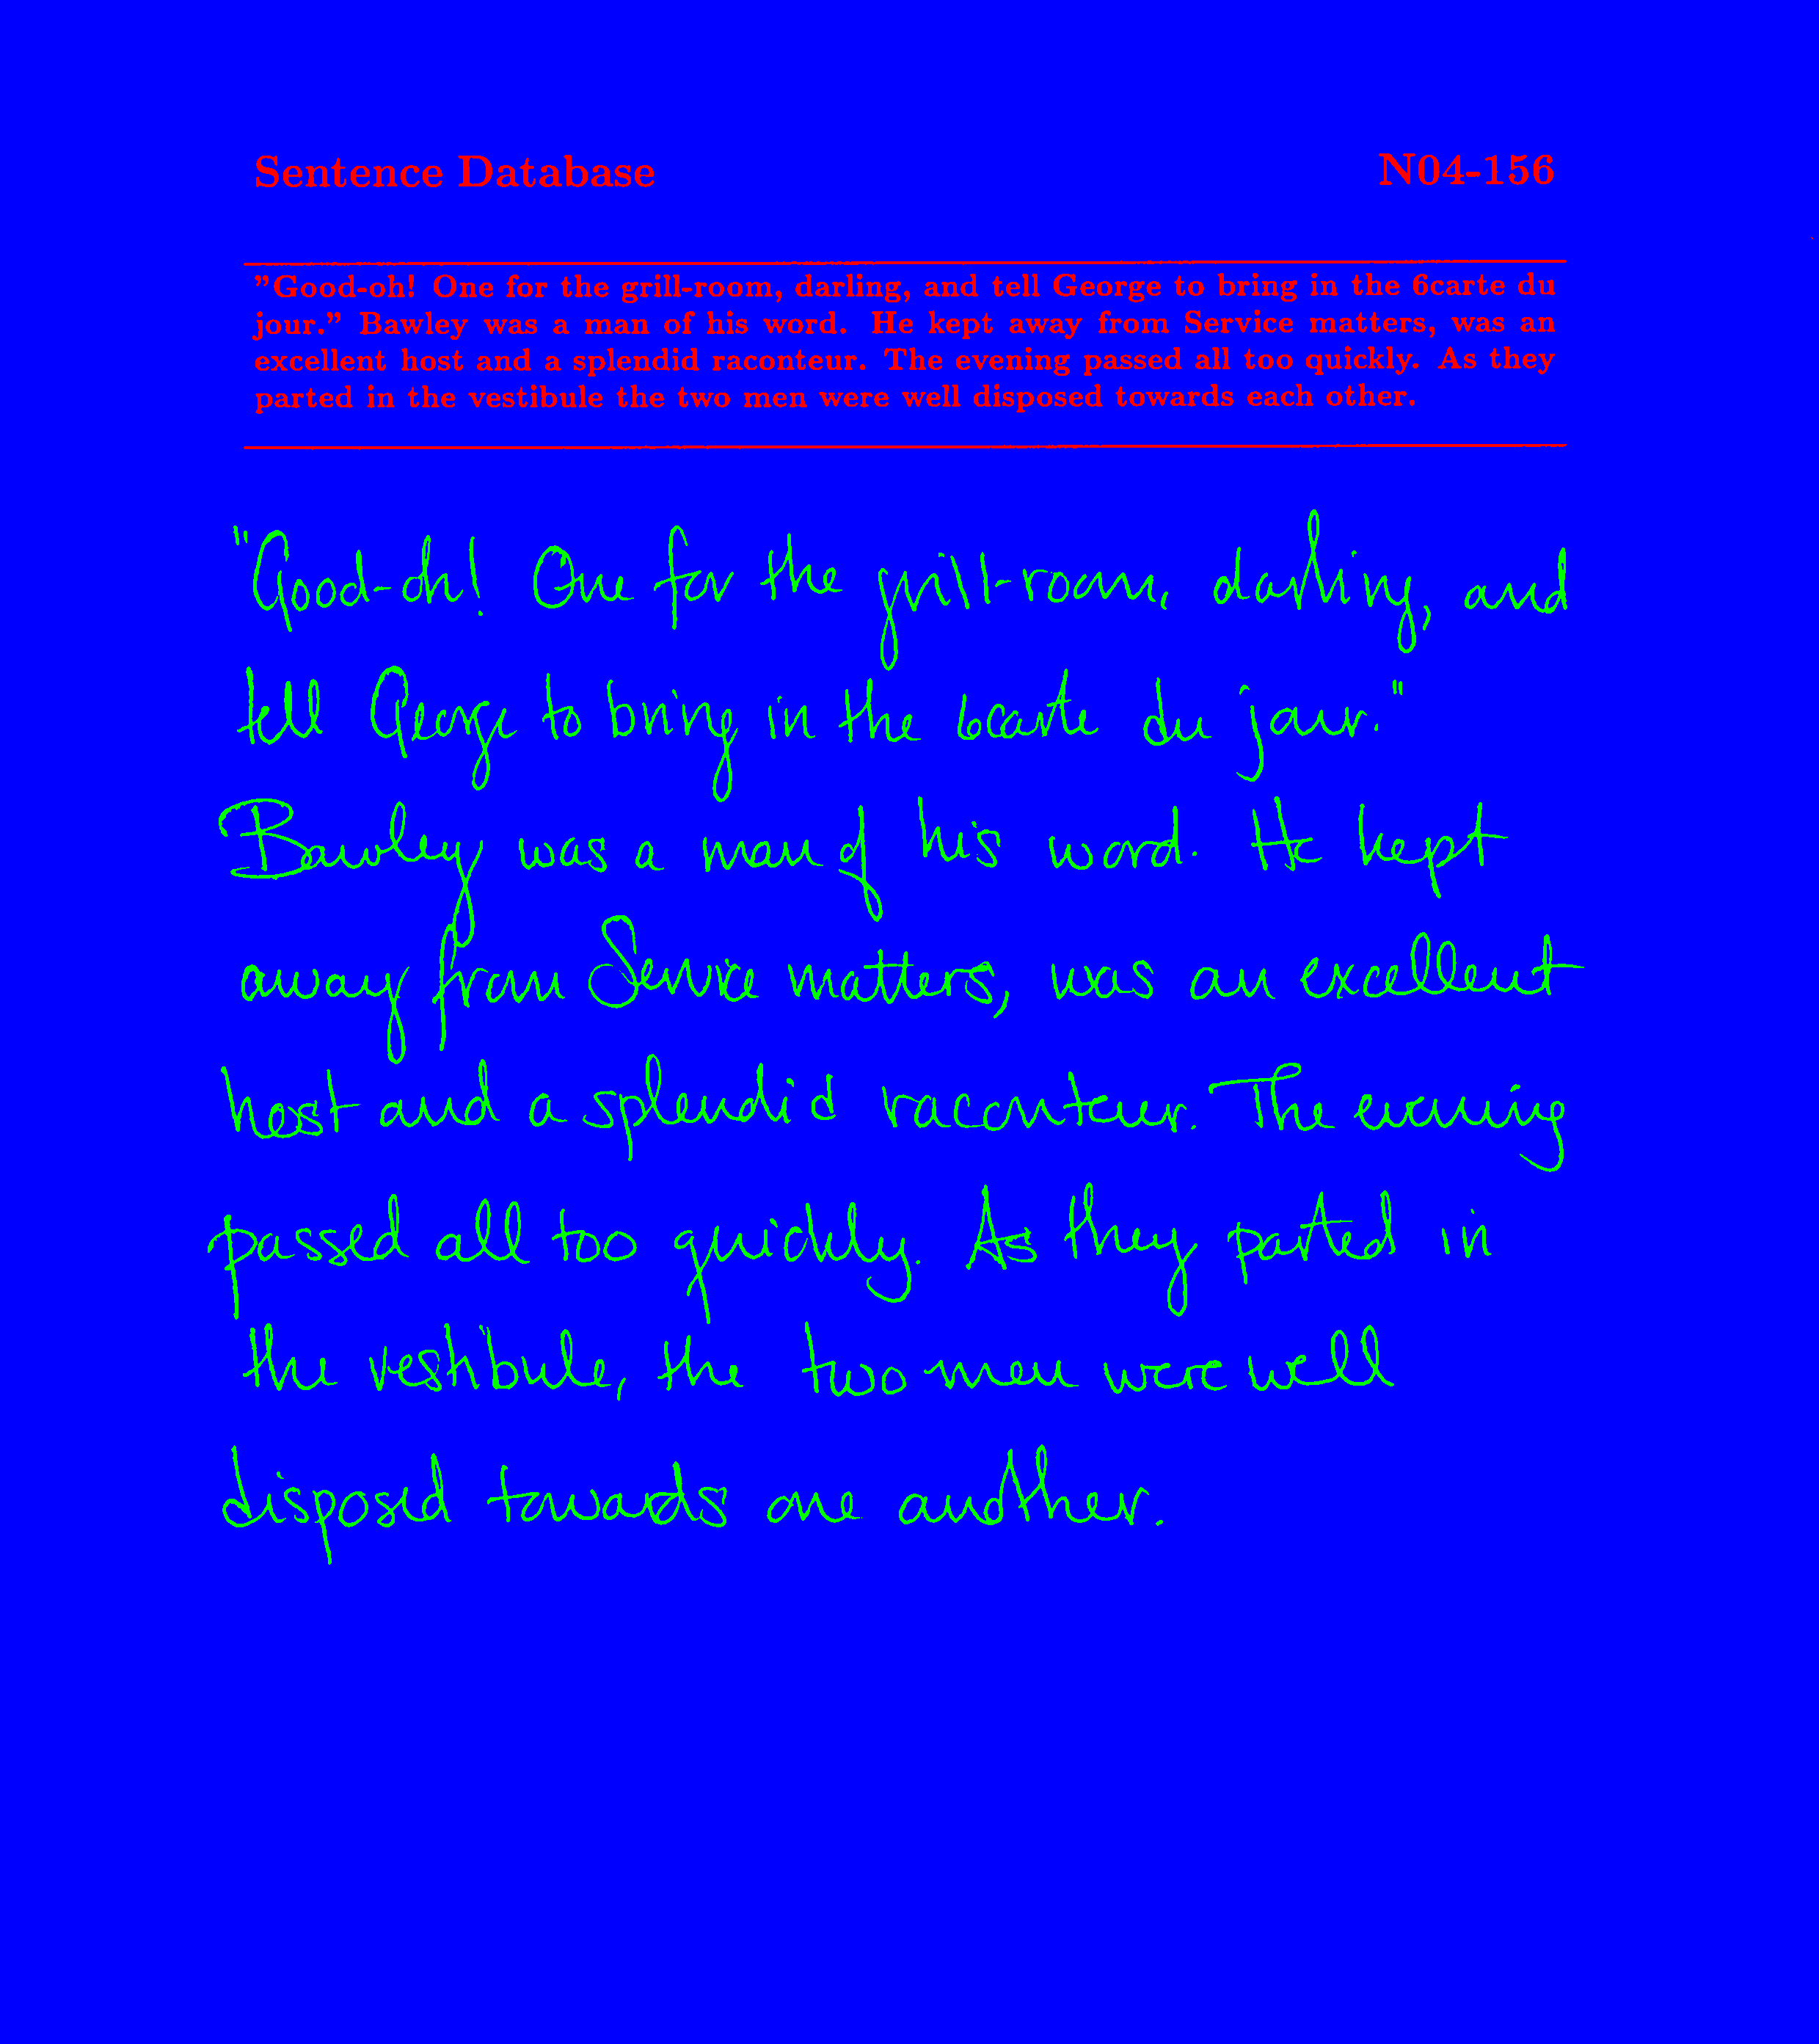 Sentence Database N04-156
"Good-oh! One for the grill-room, darling, and tell George to bring in the 6carte du
jour." Bawley was a man of his word. He kept away from Service matters, was an
excellent host and a splendid raconteur. The evening passed all too quickly. As they
parted in the vestibule the two men were well disposed towards each other.
"Good-oh! One for the grill-room, darling, and
tell George to bring in the 6carte du jour."
Bawley was a man of his word. He kept
away from Service matters, was an excellent
host and a splendid raconteur. The evening
passed all too quickly. As they parted in
the vestibule, the two men were well
disposed towards one another.